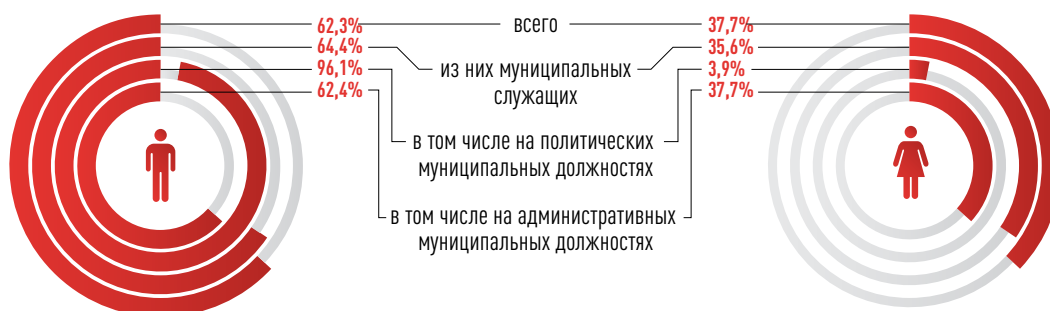 62,3% всего 37,7%
64,4% 35,6%
96,1% из них муниципальных 3,9%
62,4% служащих 37,7%
в том числе на политических
муниципальных должностях
в том числе на административных
муниципальных должностях